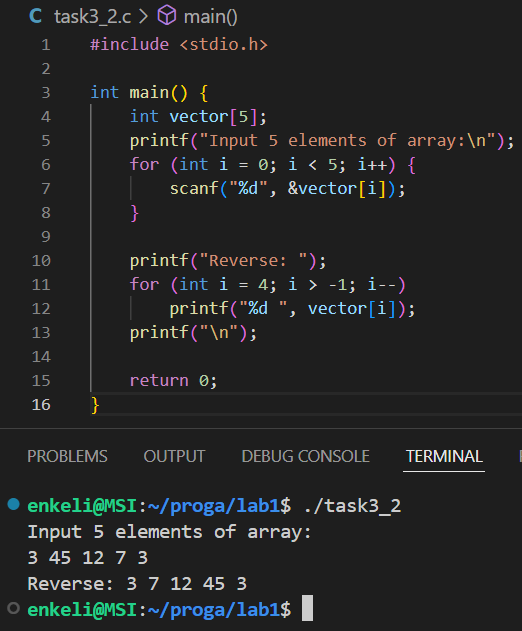 C task3_2.c > main()
1 #include <stdio.h>
2
3 int main() {
4     int vector[5];
5     printf("Input 5 elements of array:\n");
6     for (int i = 0; i < 5; i++) {
7         scanf("%d", &vector[i]);
8     }
9
10     printf("Reverse: ");
11     for (int i = 4; i > -1; i--)
12         printf("%d ", vector[i]);
13     printf("\n");
14
15     return 0;
16 }
PROBLEMS OUTPUT DEBUG CONSOLE TERMINAL
enkeli@MSI:~/proga/lab1$ ./task3_2
Input 5 elements of array:
3 45 12 7 3
Reverse: 3 7 12 45 3
enkeli@MSI:~/proga/lab1$